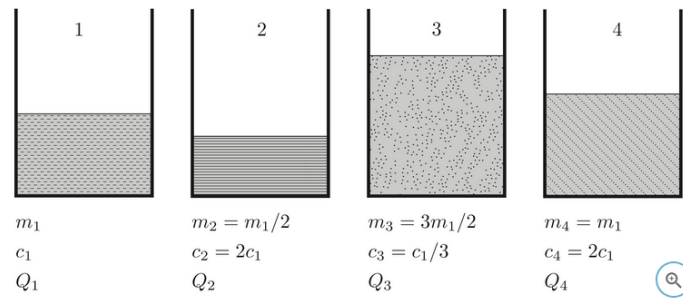 1 2 3 4
m₁ m₂ = m₁/2 m₃ = 3m₁/2 m₄ = m₁
c₁ c₂ = 2c₁ c₃ = c₁/3 c₄ = 2c₁
Q₁ Q₂ Q₃ Q₄